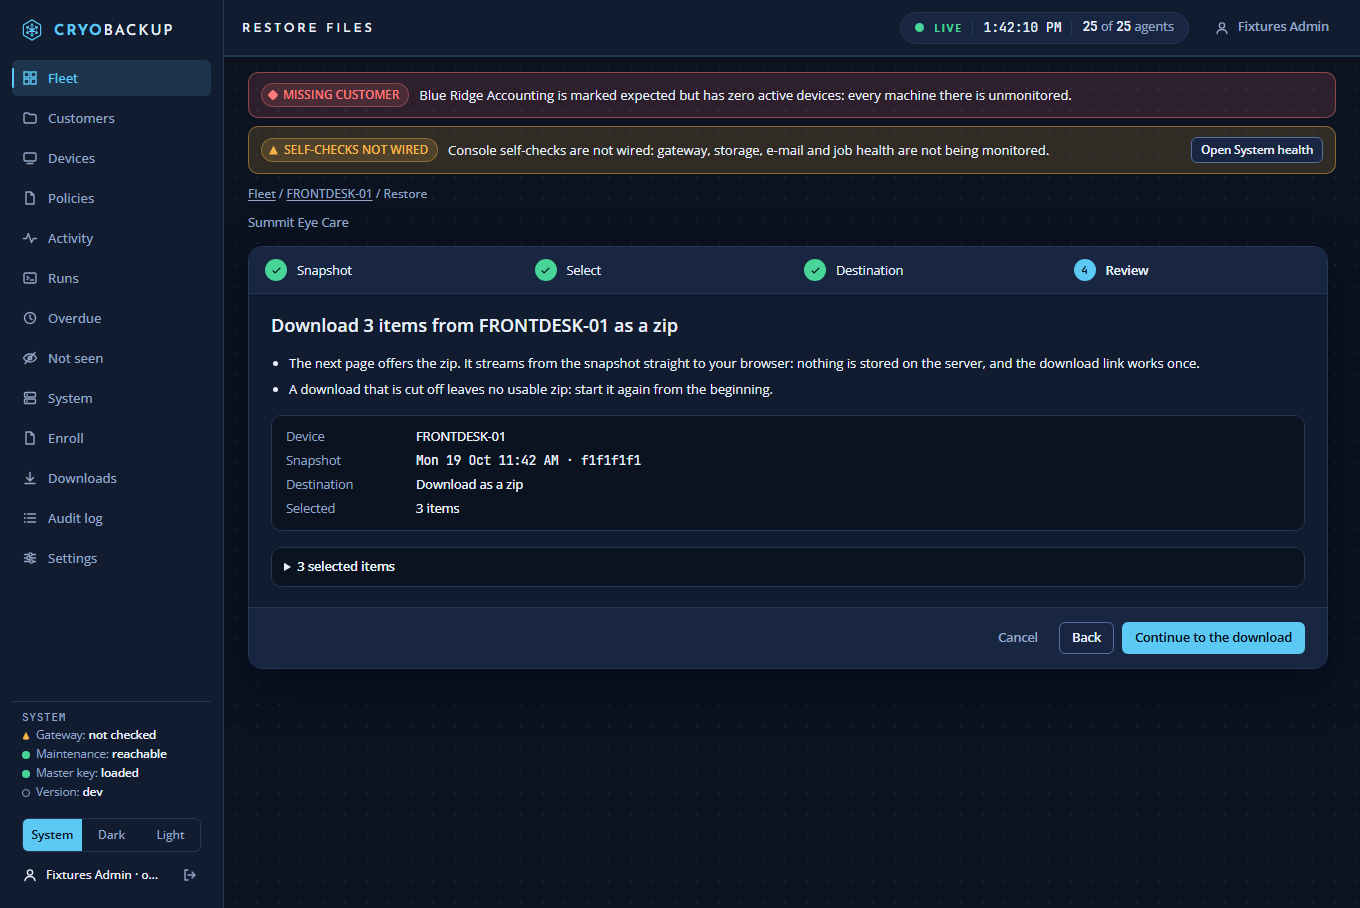 CRYOBACKUP
Fleet
Customers
Devices
Policies
Activity
Runs
Overdue
Not seen
System
Enroll
Downloads
Audit log
Settings
SYSTEM
Gateway: not checked
Maintenance: reachable
Master key: loaded
Version: dev
System Dark Light
Fixtures Admin · o...
RESTORE FILES
LIVE 1:42:10 PM 25 of 25 agents
Fixtures Admin
MISSING CUSTOMER Blue Ridge Accounting is marked expected but has zero active devices: every machine there is unmonitored.
SELF-CHECKS NOT WIRED Console self-checks are not wired: gateway, storage, e-mail and job health are not being monitored. Open System health
Fleet / FRONTDESK-01 / Restore
Summit Eye Care
Snapshot Select Destination 4 Review
Download 3 items from FRONTDESK-01 as a zip
• The next page offers the zip. It streams from the snapshot straight to your browser: nothing is stored on the server, and the download link works once.
• A download that is cut off leaves no usable zip: start it again from the beginning.
Device FRONTDESK-01
Snapshot Mon 19 Oct 11:42 AM · f1f1f1f1
Destination Download as a zip
Selected 3 items
3 selected items
Cancel Back Continue to the download